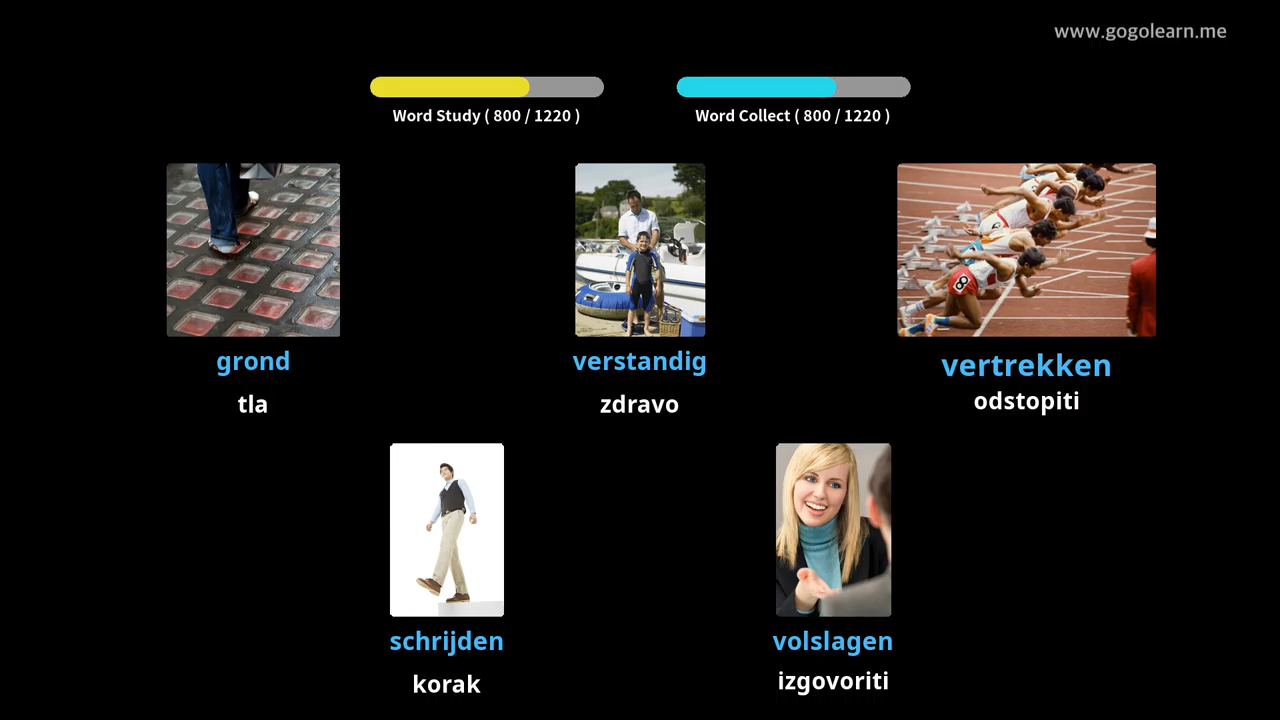 www.gogolearn.me
Word Study ( 800 / 1220 )
Word Collect ( 800 / 1220 )
grond
verstandig
vertrekken
tla
zdravo
odstopiti
schrijden
volslagen
korak
izgovoriti